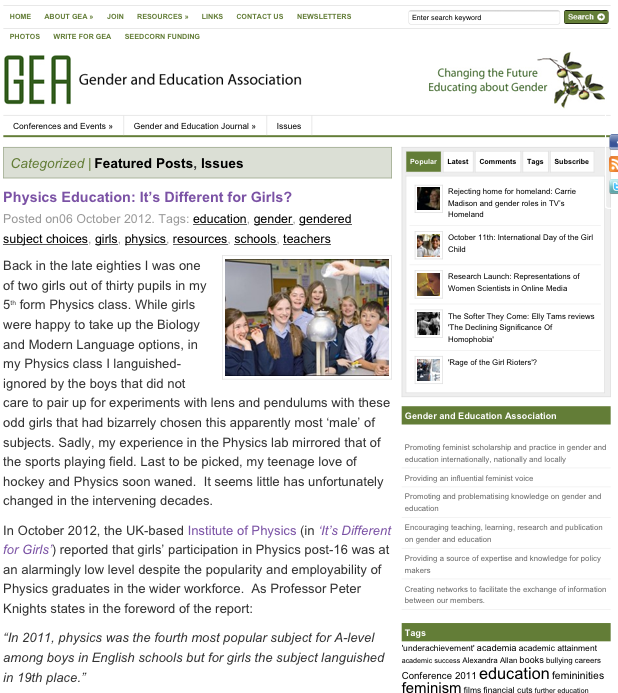 HOME ABOUT GEA » JOIN RESOURCES » LINKS CONTACT US NEWSLETTERS
Enter search keyword Search
PHOTOS WRITE FOR GEA SEEDCORN FUNDING
GEA Gender and Education Association
Changing the Future
Educating about Gender
Conferences and Events » Gender and Education Journal » Issues
Categorized | Featured Posts, Issues
Physics Education: It's Different for Girls?
Posted on06 October 2012. Tags: education, gender, gendered
subject choices, girls, physics, resources, schools, teachers
Back in the late eighties I was one
of two girls out of thirty pupils in my
5th form Physics class. While girls
were happy to take up the Biology
and Modern Language options, in
my Physics class I languished-
ignored by the boys that did not
care to pair up for experiments with lens and pendulums with these
odd girls that had bizarrely chosen this apparently most ‘male’ of
subjects. Sadly, my experience in the Physics lab mirrored that of
the sports playing field. Last to be picked, my teenage love of
hockey and Physics soon waned. It seems little has unfortunately
changed in the intervening decades.
In October 2012, the UK-based Institute of Physics (in ‘It’s Different
for Girls’) reported that girls’ participation in Physics post-16 was at
an alarmingly low level despite the popularity and employability of
Physics graduates in the wider workforce. As Professor Peter
Knights states in the foreword of the report:
“In 2011, physics was the fourth most popular subject for A-level
among boys in English schools but for girls the subject languished
in 19th place.”
Popular Latest Comments Tags Subscribe
Rejecting home for homeland: Carrie
Madison and gender roles in TV's
Homeland
October 11th: International Day of the Girl
Child
Research Launch: Representations of
Women Scientists in Online Media
The Softer They Come: Elly Tams reviews
'The Declining Significance Of
Homophobia'
'Rage of the Girl Rioters'?
Gender and Education Association
Promoting feminist scholarship and practice in gender and
education internationally, nationally and locally
Providing an influential feminist voice
Promoting and problematising knowledge on gender and
education
Encouraging teaching, learning, research and publication
on gender and education
Providing a source of expertise and knowledge for policy
makers
Creating networks to facilitate the exchange of information
between our members.
Tags
'underachievement' academia academic attainment
academic success Alexandra Allan books bullying careers
Conference 2011 education femininities
feminism films financial cuts further education